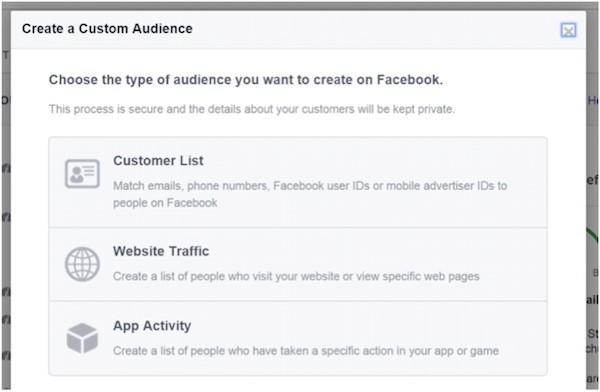 Create a Custom Audience
Choose the type of audience you want to create on Facebook.
This process is secure and the details about your customers will be kept private.
Customer List
Match emails, phone numbers, Facebook user IDs or mobile advertiser IDs to
people on Facebook
Website Traffic
Create a list of people who visit your website or view specific web pages
App Activity
Create a list of people who have taken a specific action in your app or game